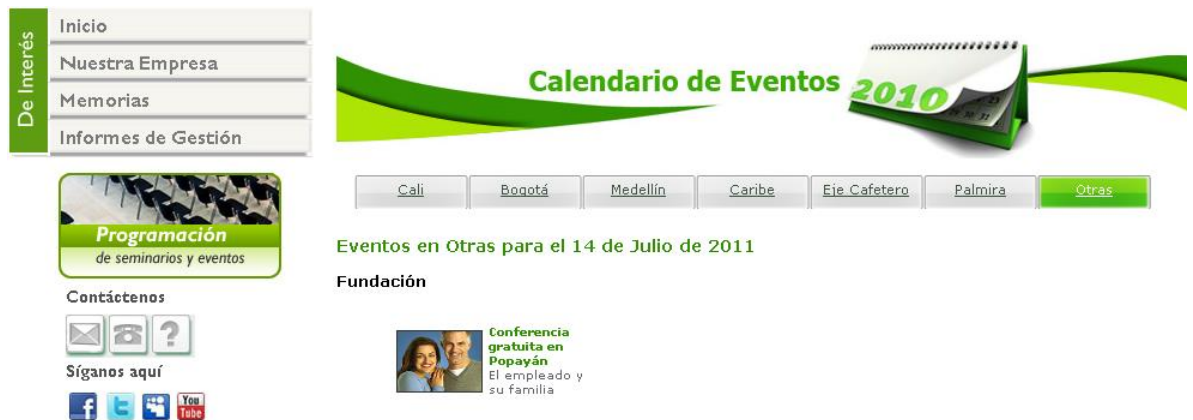 De Interés
Inicio
Nuestra Empresa
Memorias
Informes de Gestión
Programación
de seminarios y eventos
Contáctenos
?
Síganos aquí
f
t
You
Tube
Calendario de Eventos
2010
Cali
Bogotá
Medellín
Caribe
Eje Cafetero
Palmira
Otras
Eventos en Otras para el 14 de Julio de 2011
Fundación
Conferencia
gratuita en
Popayán
El empleado y
su familia